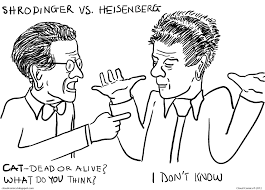 SHRODINGER VS. HEISENBERG
CAT-DEAD OR ALIVE?
WHAT DO YOU THINK?
I DON'T KNOW